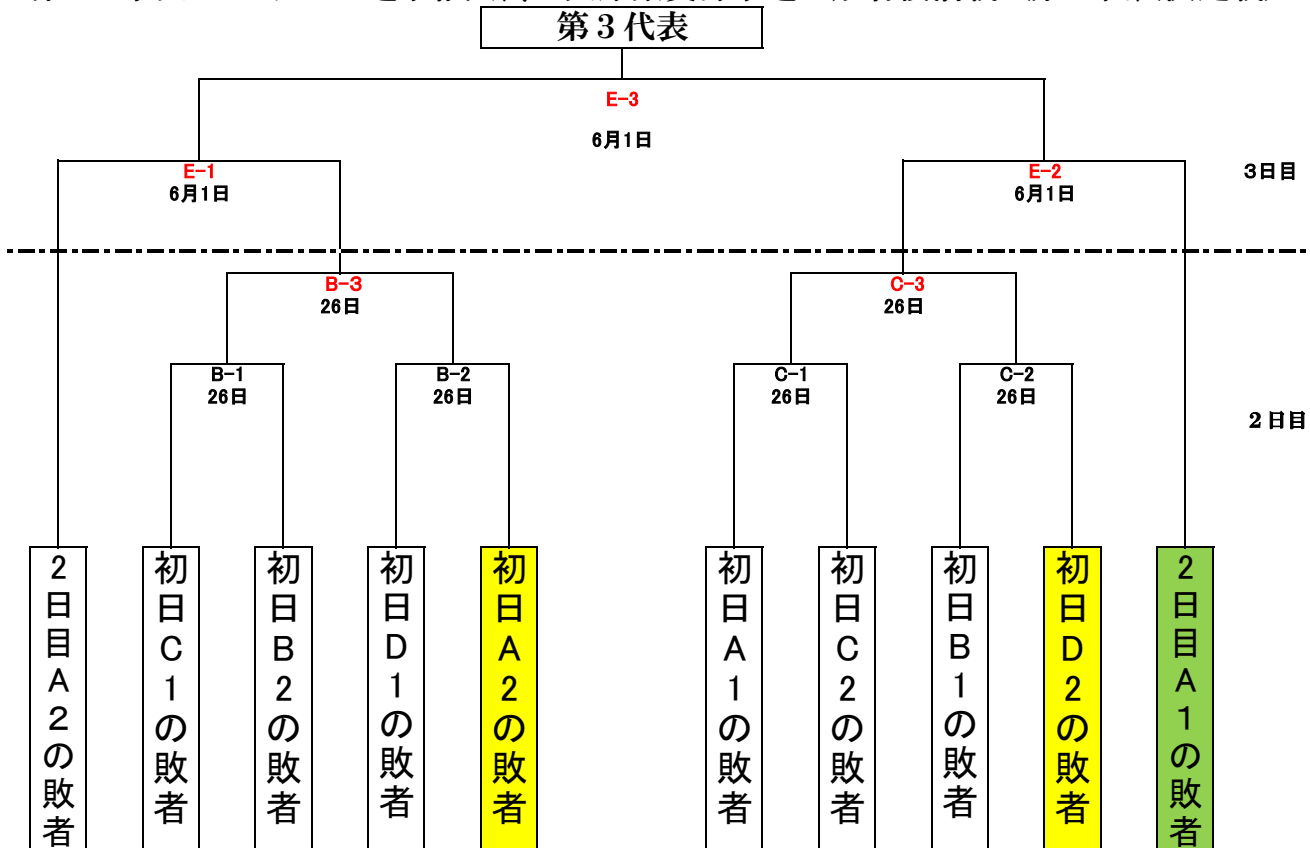 第３代表
E-3
6月1日
E-1
6月1日
E-2
6月1日
3日目
B-3
26日
C-3
26日
B-1
26日
B-2
26日
C-1
26日
C-2
26日
2日目
2日目A2の敗者
初日C1の敗者
初日B2の敗者
初日D1の敗者
初日A2の敗者
初日A1の敗者
初日C2の敗者
初日B1の敗者
初日D2の敗者
2日目A1の敗者